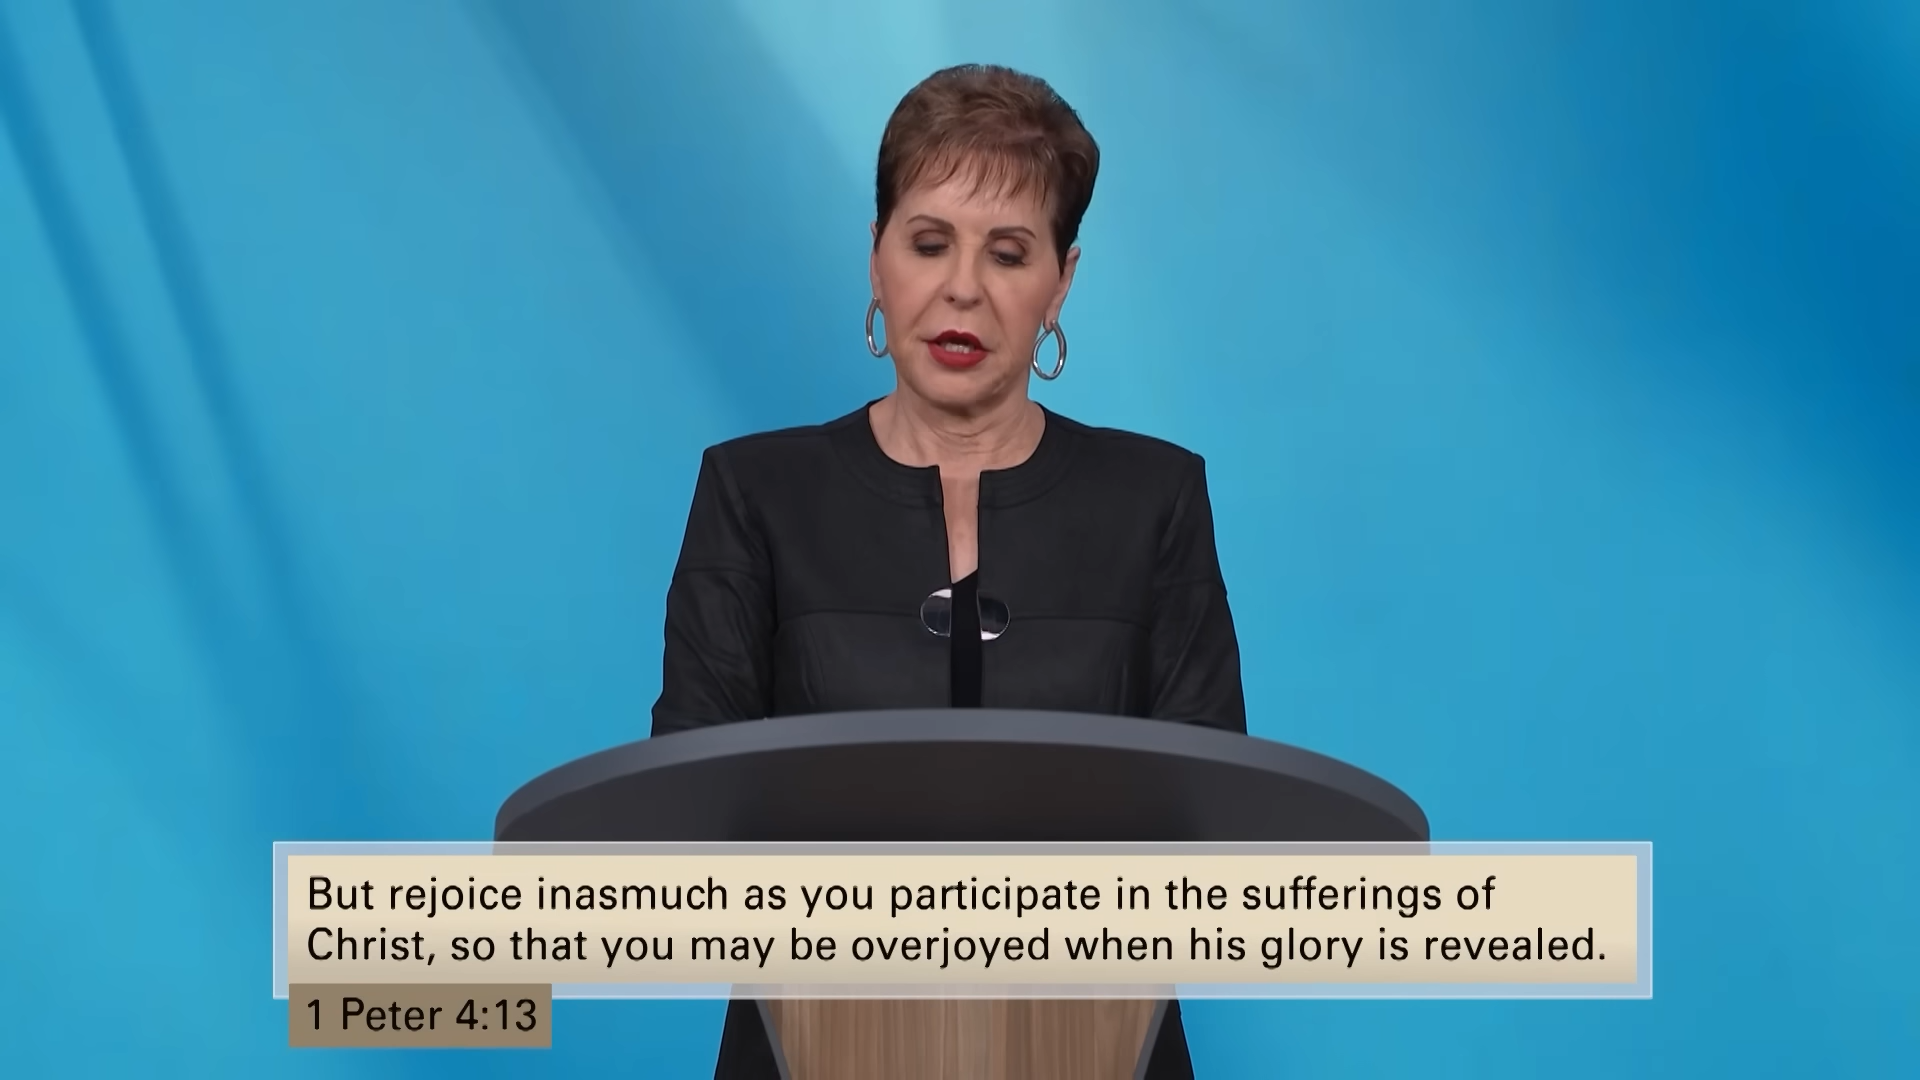 But rejoice inasmuch as you participate in the sufferings of
Christ, so that you may be overjoyed when his glory is revealed.
1 Peter 4:13